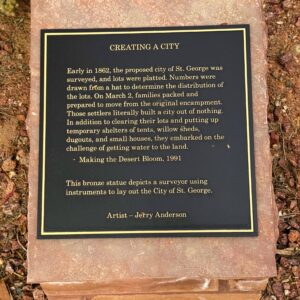 CREATING A CITY
Early in 1862, the proposed city of St. George was
surveyed, and lots were platted. Numbers were
drawn from a hat to determine the distribution of
the lots. On March 2, families packed and
prepared to move from the original encampment.
Those settlers literally built a city out of nothing.
In addition to clearing their lots and putting up
temporary shelters of tents, willow sheds,
dugouts, and small houses, they embarked on the
challenge of getting water to the land.
- Making the Desert Bloom, 1991
This bronze statue depicts a surveyor using
instruments to lay out the City of St. George.
Artist – Jerry Anderson